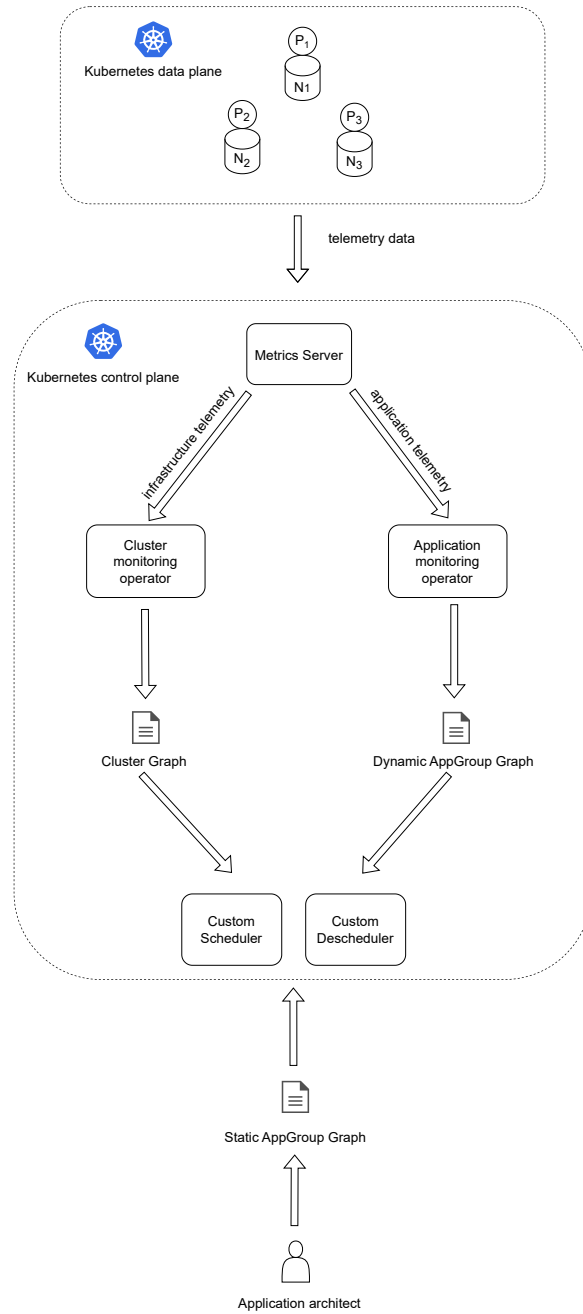 Kubernetes data plane
P1
N1
P2
N2
P3
N3
telemetry data
Kubernetes control plane
Metrics Server
infrastructure telemetry
application telemetry
Cluster
monitoring
operator
Application
monitoring
operator
Cluster Graph
Dynamic AppGroup Graph
Custom
Scheduler
Custom
Descheduler
Static AppGroup Graph
Application architect